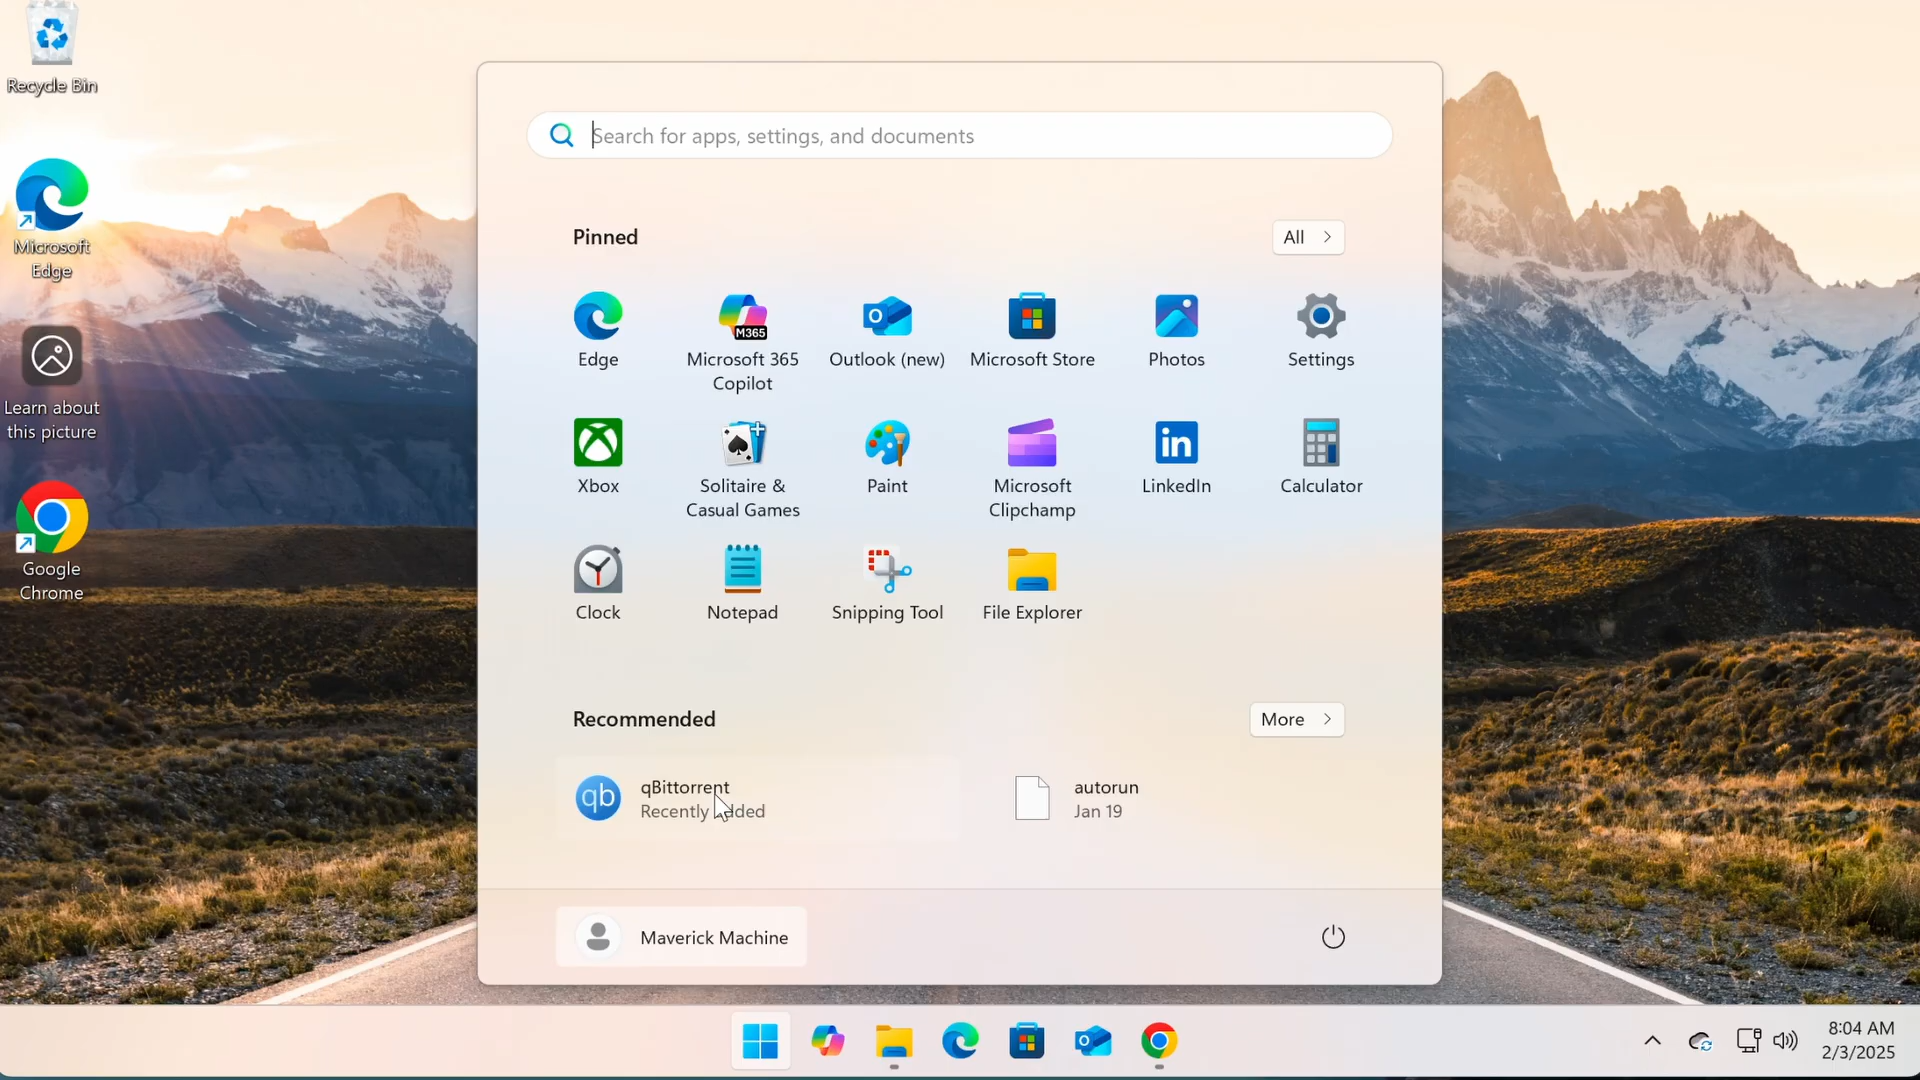 Recycle Bin
Microsoft
Edge
Learn about
this picture
Google
Chrome
Search for apps, settings, and documents
Pinned
All
Edge
M365
Microsoft 365
Copilot
Outlook (new)
Microsoft Store
Photos
Settings
Xbox
Solitaire &
Casual Games
Paint
Microsoft
Clipchamp
in
LinkedIn
Calculator
Clock
Notepad
Snipping Tool
File Explorer
Recommended
More
qb
qBittorrent
Recently added
autorun
Jan 19
Maverick Machine
8:04 AM
2/3/2025